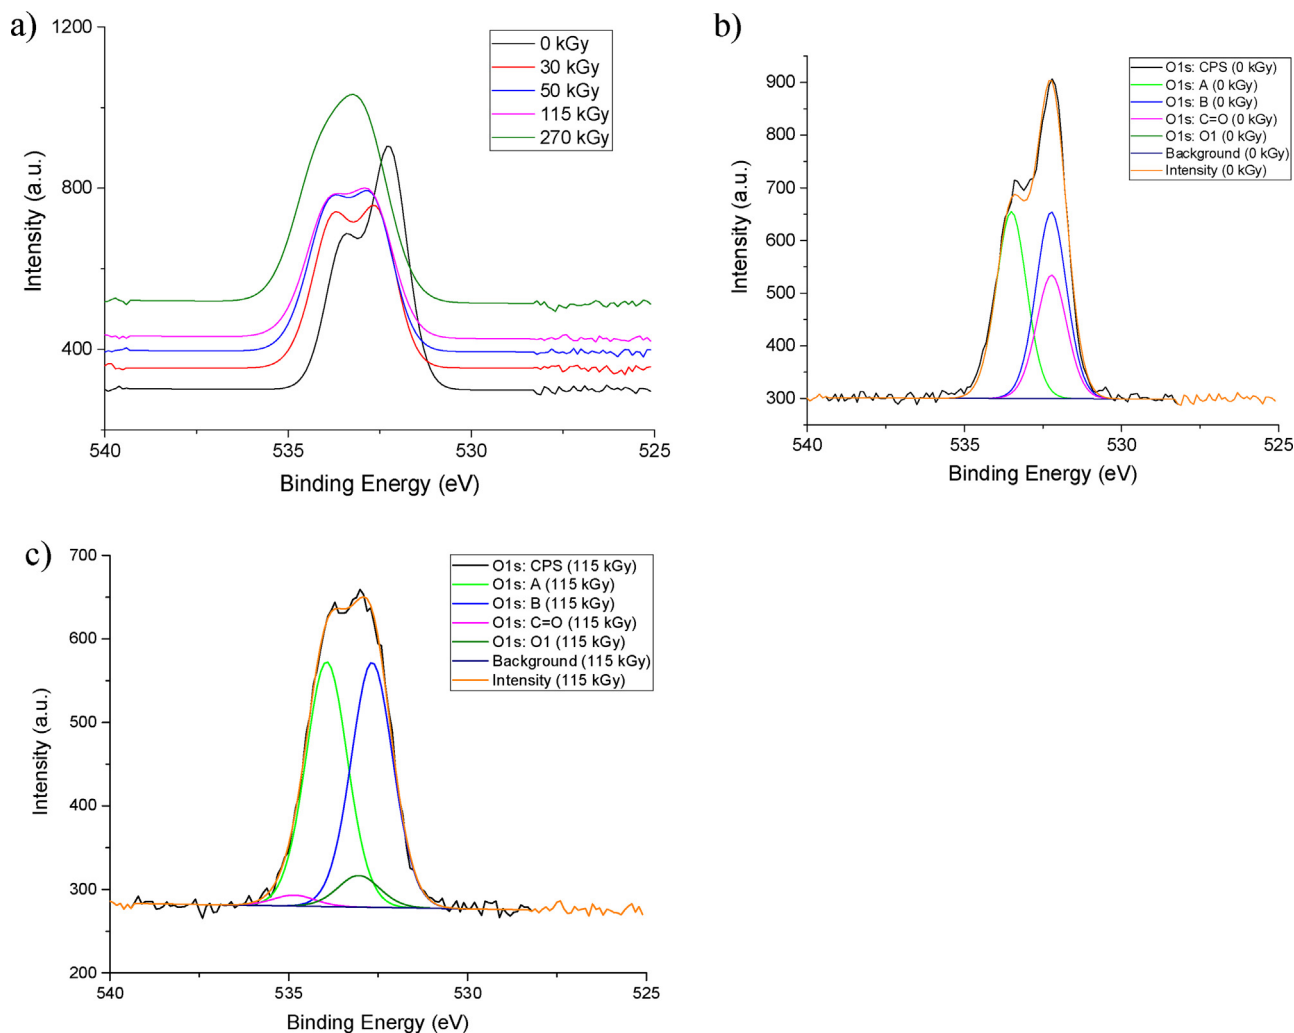 a)
1200
800
400
Intensity (a.u.)
0 kGy
30 kGy
50 kGy
115 kGy
270 kGy
540
535
530
525
Binding Energy (eV)
b)
900
800
700
600
500
400
300
Intensity (a.u.)
O1s: CPS (0 kGy)
O1s: A (0 kGy)
O1s: B (0 kGy)
O1s: C=O (0 kGy)
O1s: O1 (0 kGy)
Background (0 kGy)
Intensity (0 kGy)
540
535
530
525
Binding Energy (eV)
c)
700
600
500
400
300
200
Intensity (a.u.)
O1s: CPS (115 kGy)
O1s: A (115 kGy)
O1s: B (115 kGy)
O1s: C=O (115 kGy)
O1s: O1 (115 kGy)
Background (115 kGy)
Intensity (115 kGy)
540
535
530
525
Binding Energy (eV)